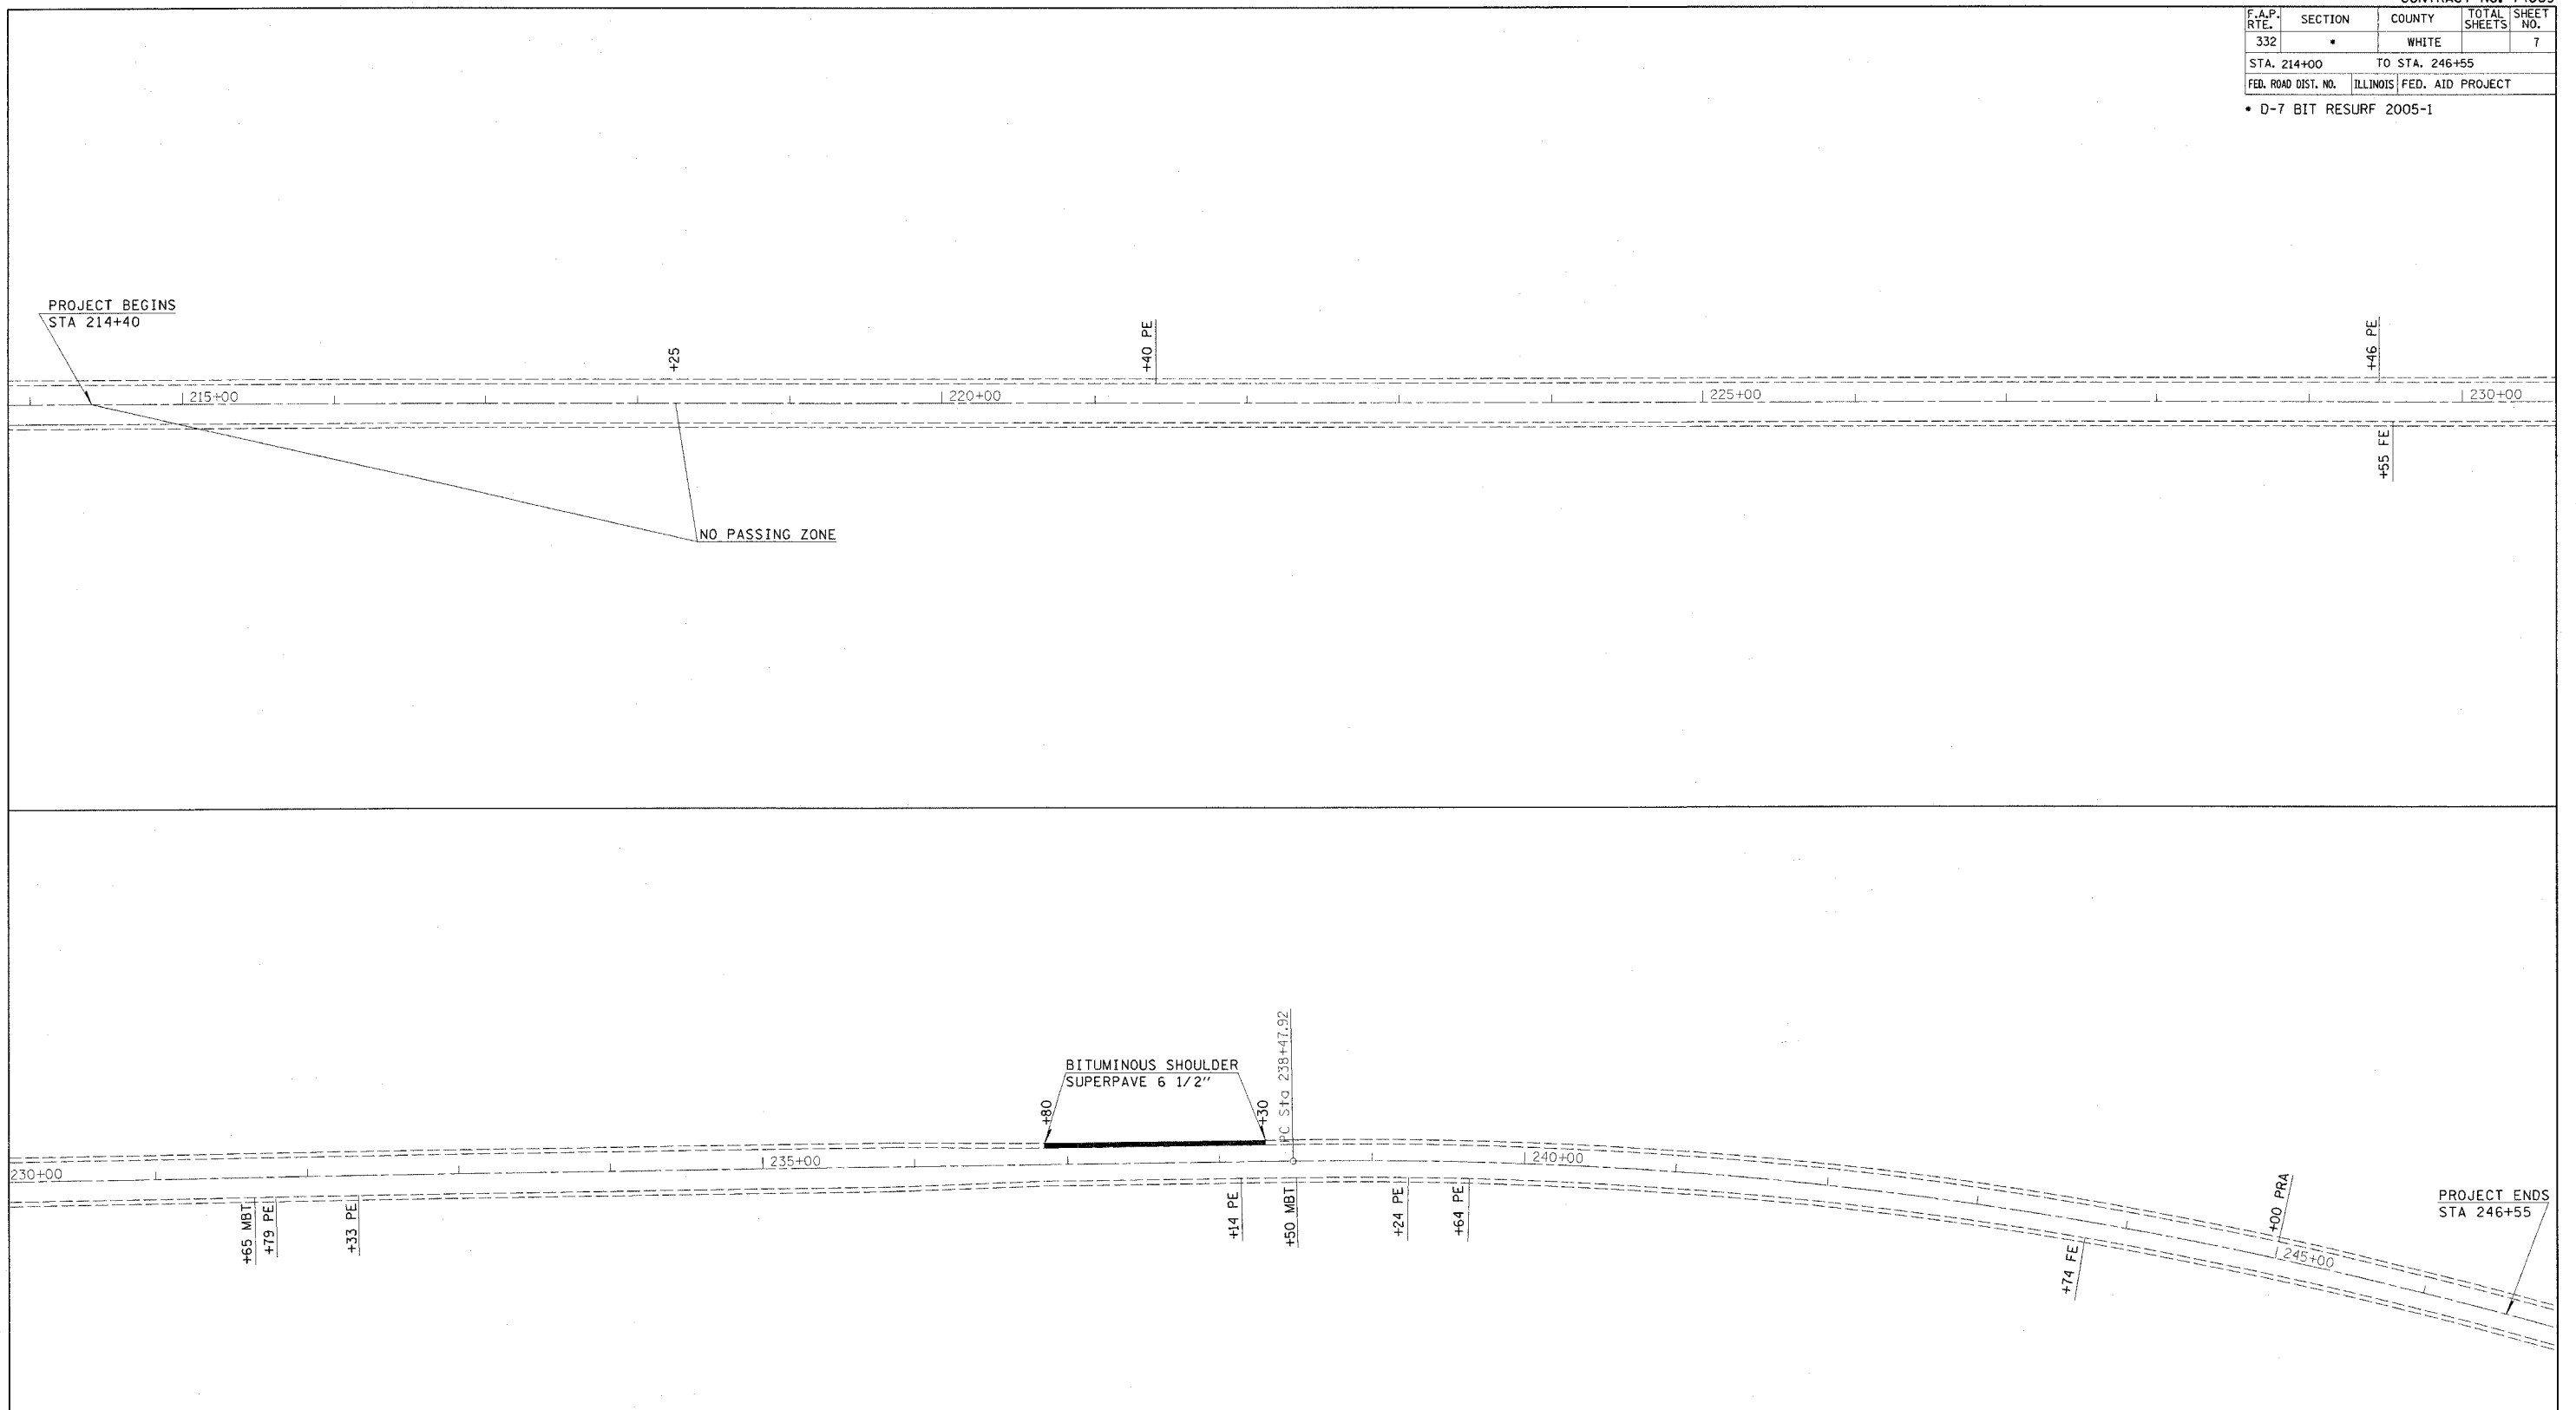 F.A.P. RTE. SECTION COUNTY TOTAL SHEETS SHEET NO.
332 * WHITE 7
STA. 214+00 TO STA. 246+55
FED. ROAD DIST. NO. ILLINOIS FED. AID PROJECT
* D-7 BIT RESURF 2005-1
PROJECT BEGINS
STA 214+40
+25
+40 PE
+46 PE
215+00
220+00
225+00
230+00
+55 FE
NO PASSING ZONE
BITUMINOUS SHOULDER
SUPERPAVE 6 1/2"
+80
+30
PC Sta 238+47.92
230+00
235+00
240+00
245+00
+65 MBT
+79 PE
+33 PE
+14 PE
+50 MBT
+24 PE
+64 PE
+74 FE
+00 PRA
PROJECT ENDS
STA 246+55